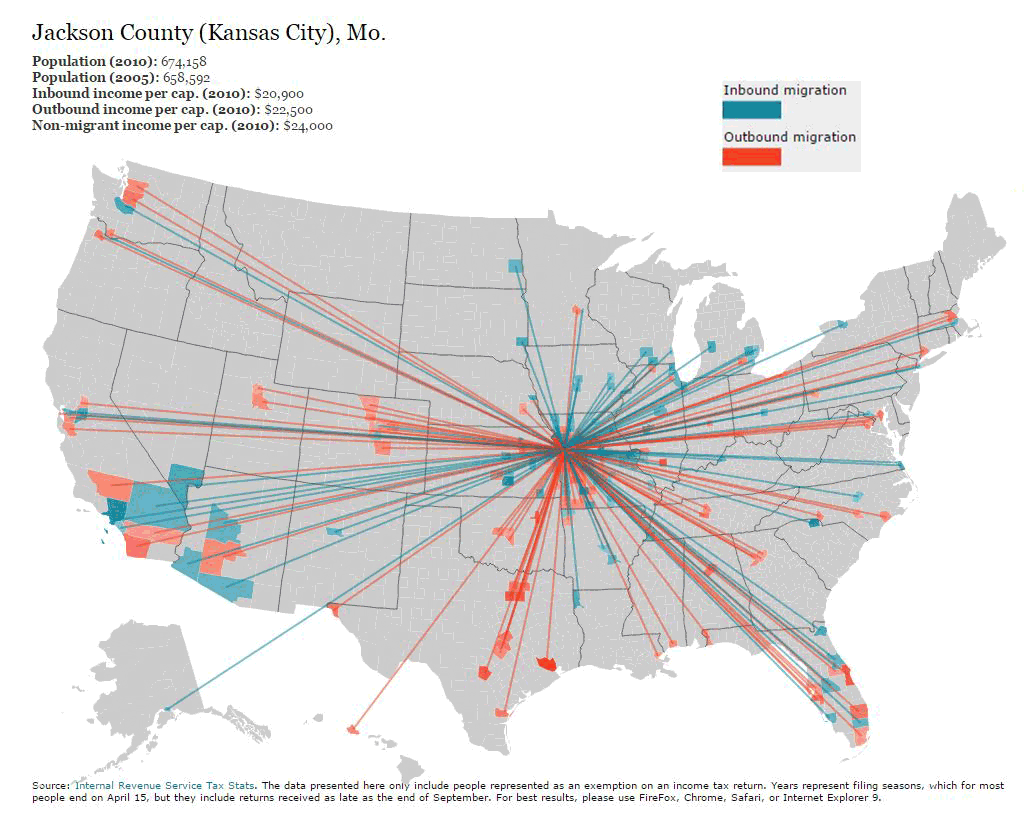 Jackson County (Kansas City), Mo.
Population (2010): 674,158
Population (2005): 658,592
Inbound income per cap. (2010): $20,900
Outbound income per cap. (2010): $22,500
Non-migrant income per cap. (2010): $24,000
Inbound migration
Outbound migration
Source: Internal Revenue Service Tax Stats. The data presented here only include people represented as an exemption on an income tax return. Years represent filing seasons, which for most
people end on April 15, but they include returns received as late as the end of September. For best results, please use FireFox, Chrome, Safari, or Internet Explorer 9.